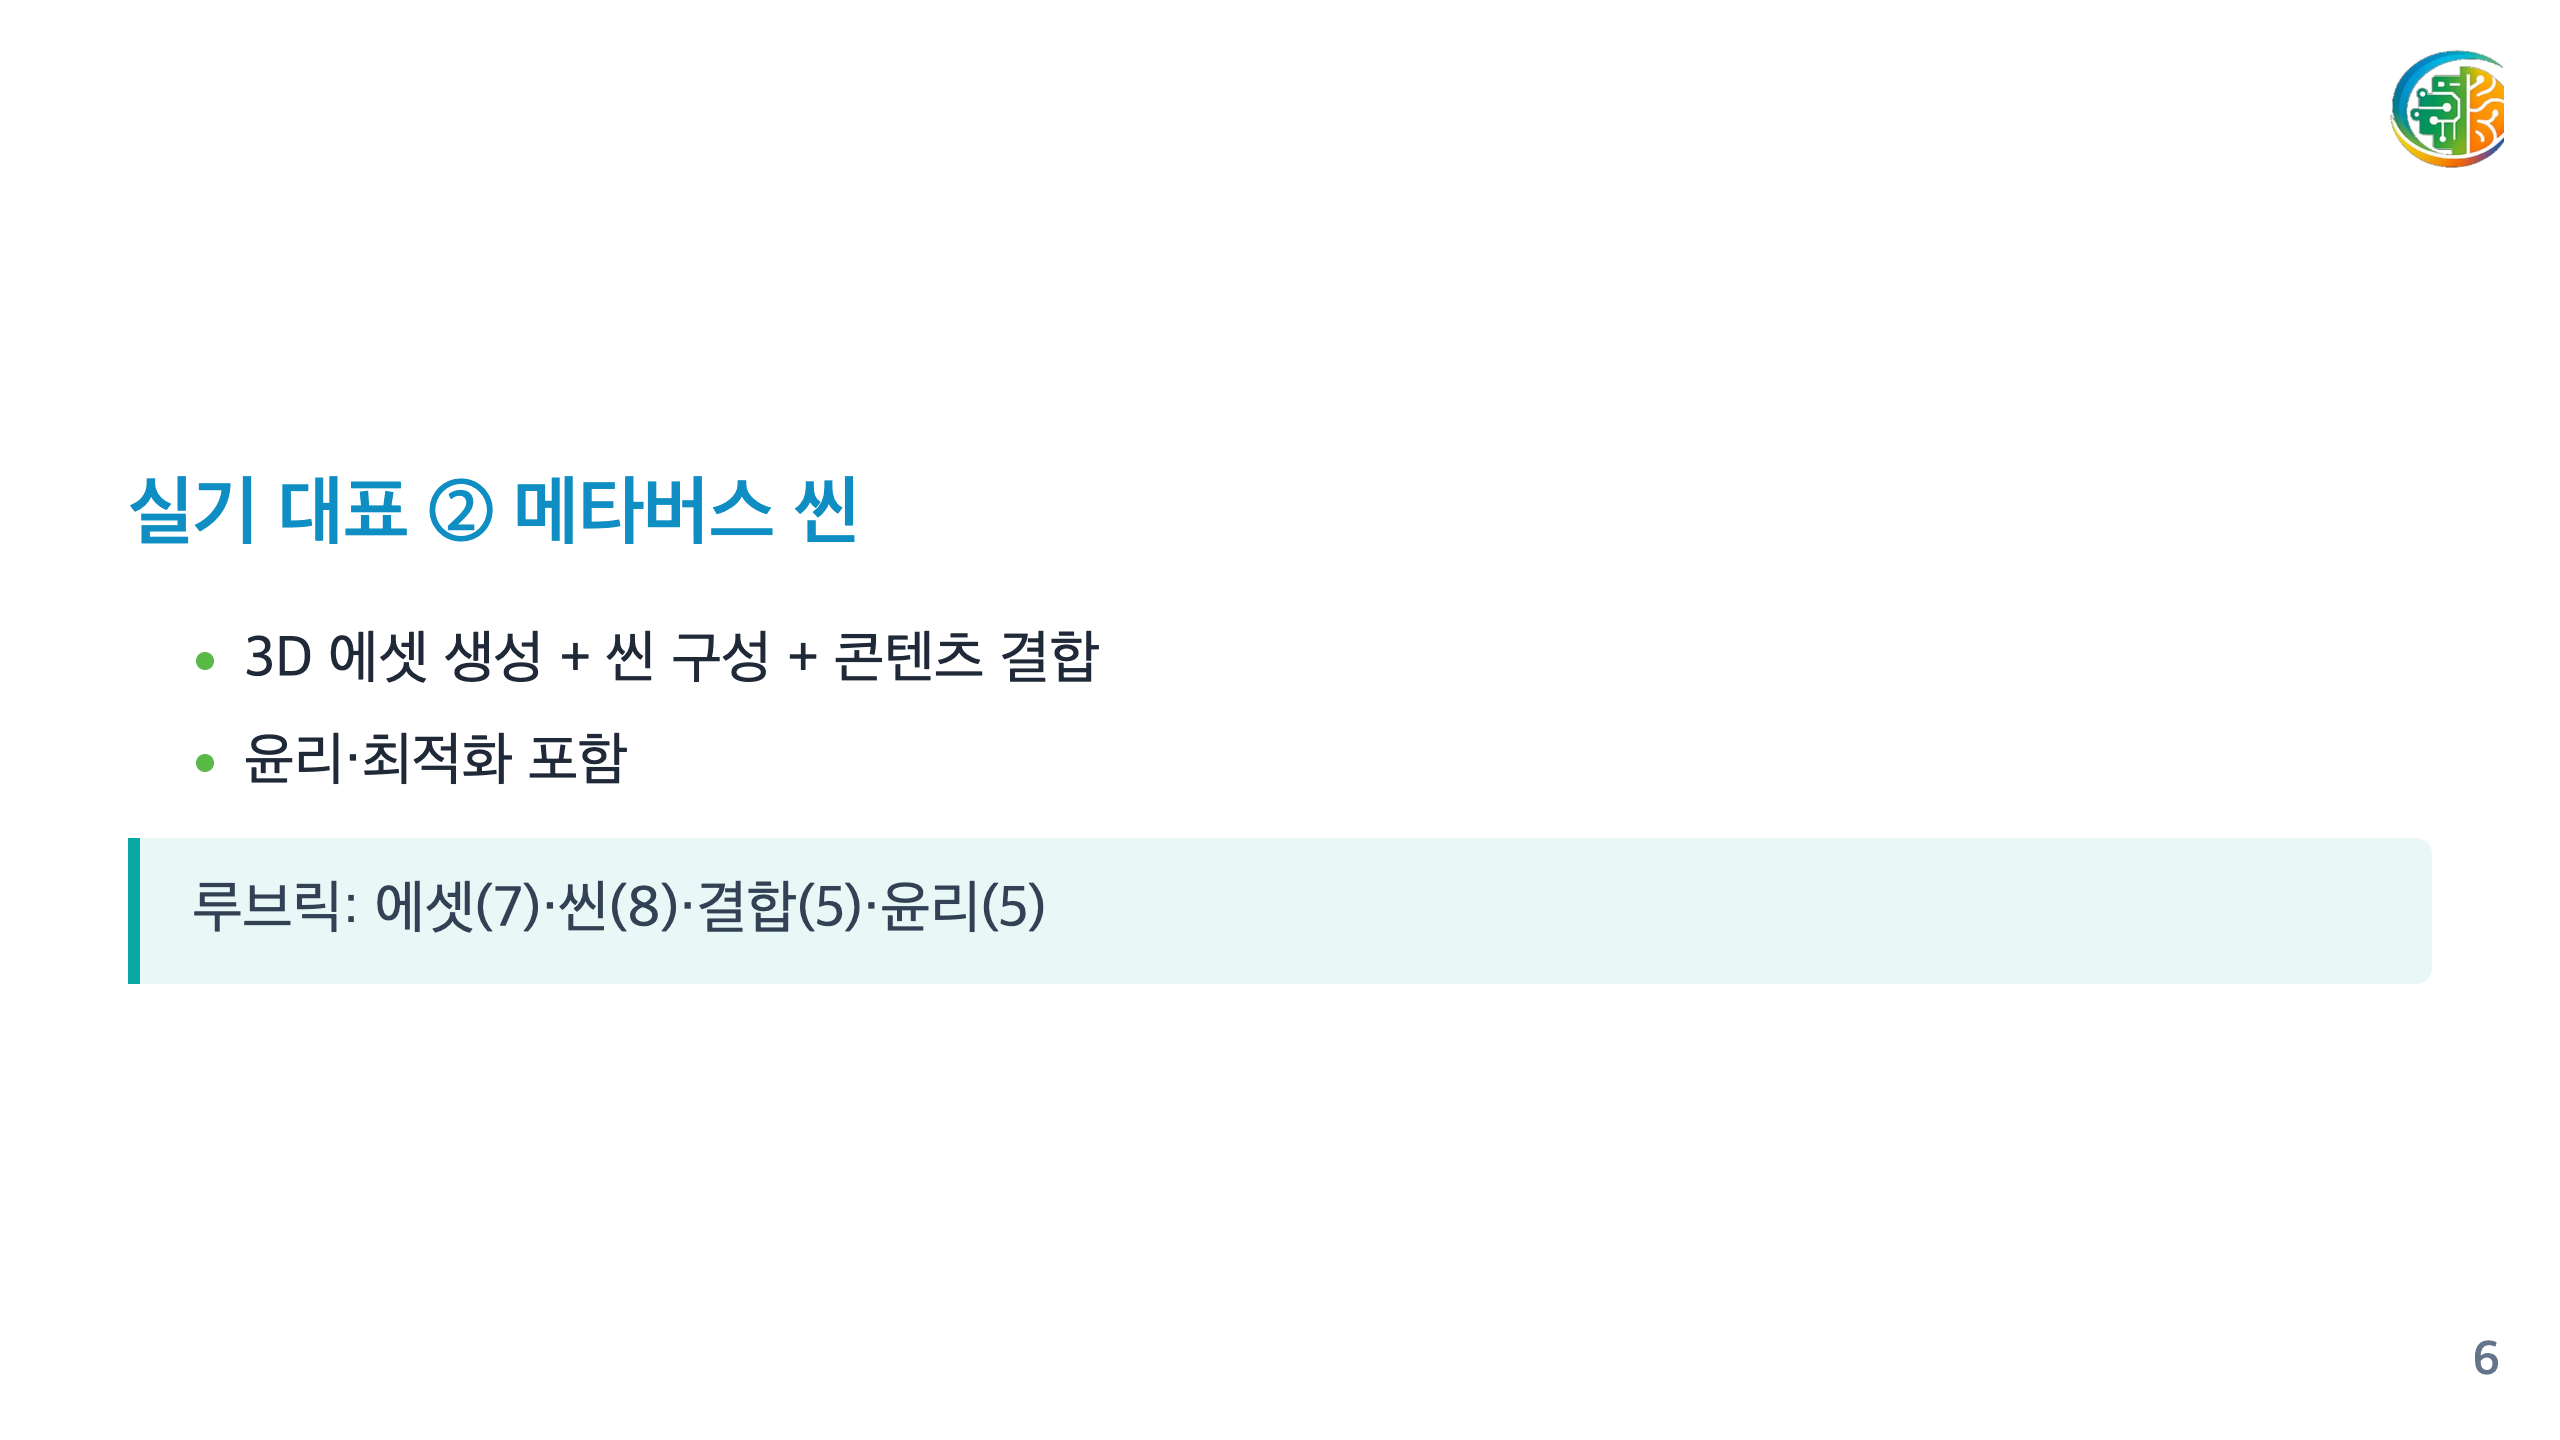 실기 대표 ② 메타버스 씬
• 3D 에셋 생성 + 씬 구성 + 콘텐츠 결합
• 윤리·최적화 포함
루브릭: 에셋(7)·씬(8)·결합(5)·윤리(5)
6